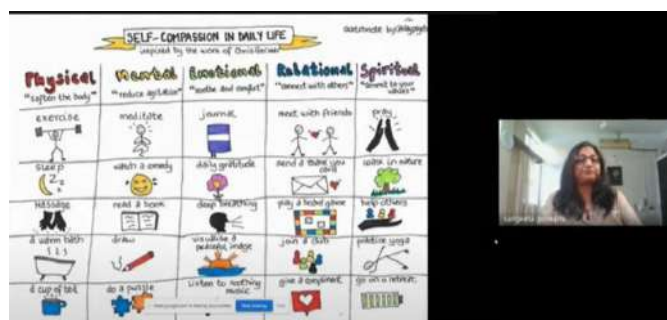 SELF-COMPASSION IN DAILY LIFE
inspired by the work of
Physical
Mental
Emotional
Relational
Spiritual
"soften the body"
"reduce agitation"
"soothe and comfort"
"connect with others"
"commit to your values"
exercise
meditate
journal
meet with friends
pray
sleep
watch a comedy
daily gratitude
send a thank you card
walk in nature
massage
read a book
deep breathing
play a board game
help others
a warm bath
draw
visualise a peaceful image
join a club
practice yoga
a cup of tea
do a puzzle
Listen to soothing music
give a compliment
go on a retreat